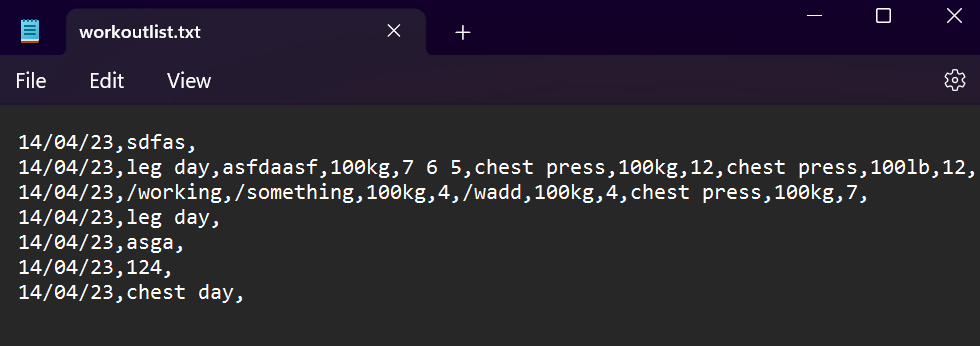 workoutlist.txt
File Edit View
14/04/23,sdfas,
14/04/23,leg day,asfdaasf,100kg,7 6 5,chest press,100kg,12,chest press,100lb,12,
14/04/23,/working,/something,100kg,4,/wadd,100kg,4,chest press,100kg,7,
14/04/23,leg day,
14/04/23,asga,
14/04/23,124,
14/04/23,chest day,